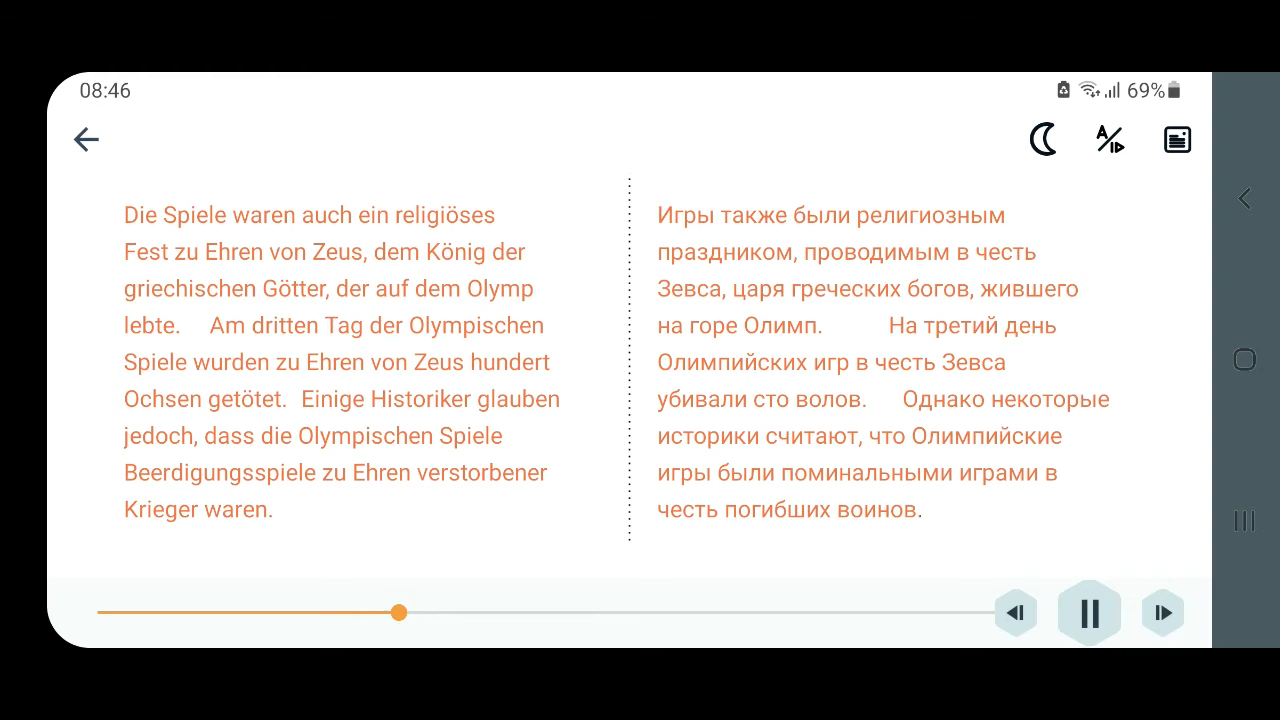 08:46
69%
Die Spiele waren auch ein religiöses
Fest zu Ehren von Zeus, dem König der
griechischen Götter, der auf dem Olymp
lebte. Am dritten Tag der Olympischen
Spiele wurden zu Ehren von Zeus hundert
Ochsen getötet. Einige Historiker glauben
jedoch, dass die Olympischen Spiele
Beerdigungsspiele zu Ehren verstorbener
Krieger waren.
Игры также были религиозным
праздником, проводимым в честь
Зевса, царя греческих богов, жившего
на горе Олимп. На третий день
Олимпийских игр в честь Зевса
убивали сто волов. Однако некоторые
историки считают, что Олимпийские
игры были поминальными играми в
честь погибших воинов.